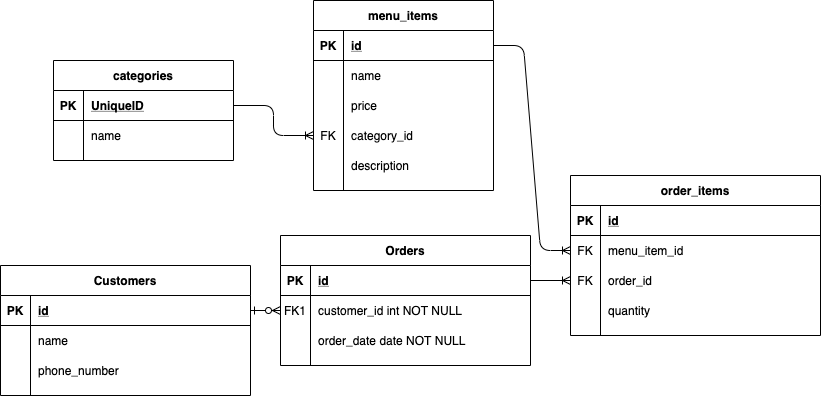 menu_items
PK id
name
price
FK category_id
description
categories
PK UniqueID
name
order_items
PK id
FK menu_item_id
FK order_id
quantity
Orders
PK id
FK1 customer_id int NOT NULL
order_date date NOT NULL
Customers
PK id
name
phone_number